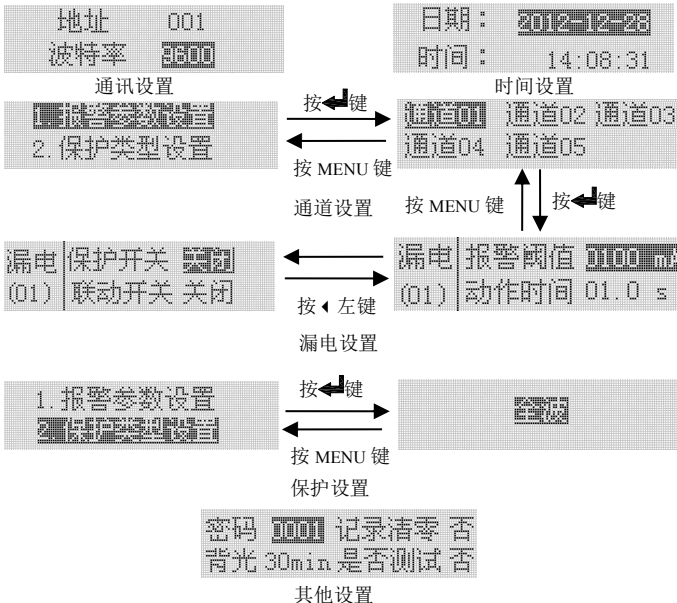 地址 001
波特率 9600
通讯设置
日期： 2012-12-28
时间： 14:08:31
时间设置
1.报警参数设置
2.保护类型设置
按键
按 MENU 键
通道设置
通道01 通道02 通道03
通道04 通道05
按 MENU 键
按键
漏电 保护开关 关闭
(01) 联动开关 关闭
按 左键
漏电设置
漏电 报警阈值 0100 mA
(01) 动作时间 01.0 s
1.报警参数设置
2.保护类型设置
按键
按 MENU 键
保护设置
全波
密码 0001 记录清零 否
背光 30min 是否测试 否
其他设置